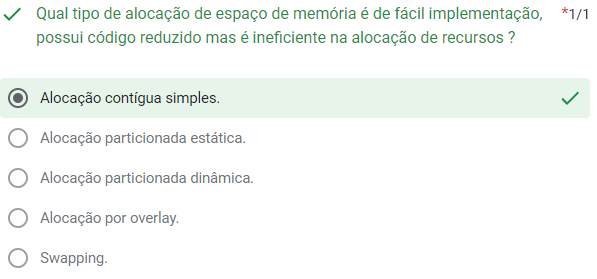 Qual tipo de alocação de espaço de memória é de fácil implementação, *1/1
possui código reduzido mas é ineficiente na alocação de recursos ?
Alocação contígua simples.
Alocação particionada estática.
Alocação particionada dinâmica.
Alocação por overlay.
Swapping.